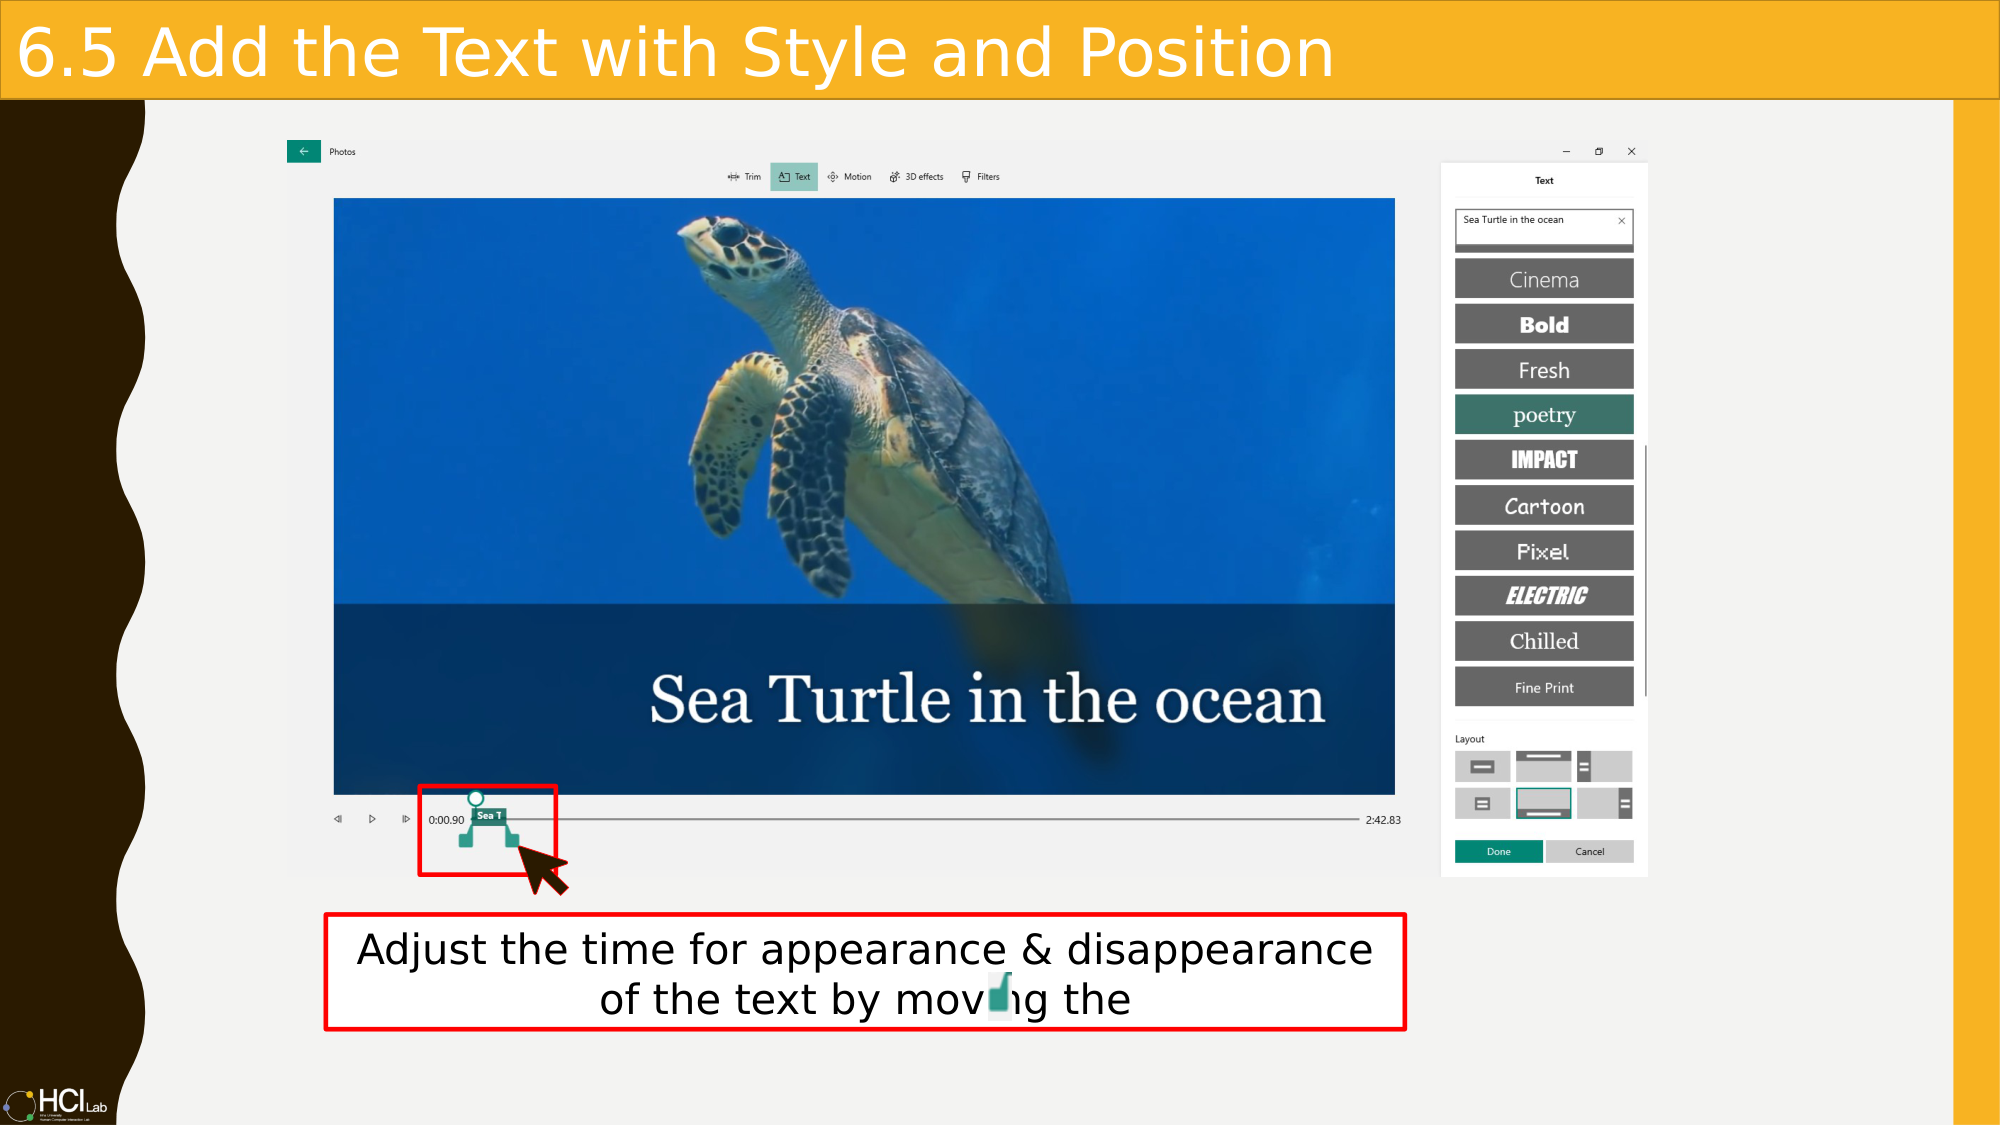 6.5 Add the Text with Style and Position
Photos
Trim
Text
Motion
3D effects
Filters
Text
Sea Turtle in the ocean
Cinema
Bold
Fresh
poetry
IMPACT
Cartoon
Pixel
ELECTRIC
Chilled
Fine Print
Sea Turtle in the ocean
Layout
0:00.90
Sea T
2:42.83
Done
Cancel
Adjust the time for appearance & disappearance
of the text by moving the
HCI Lab